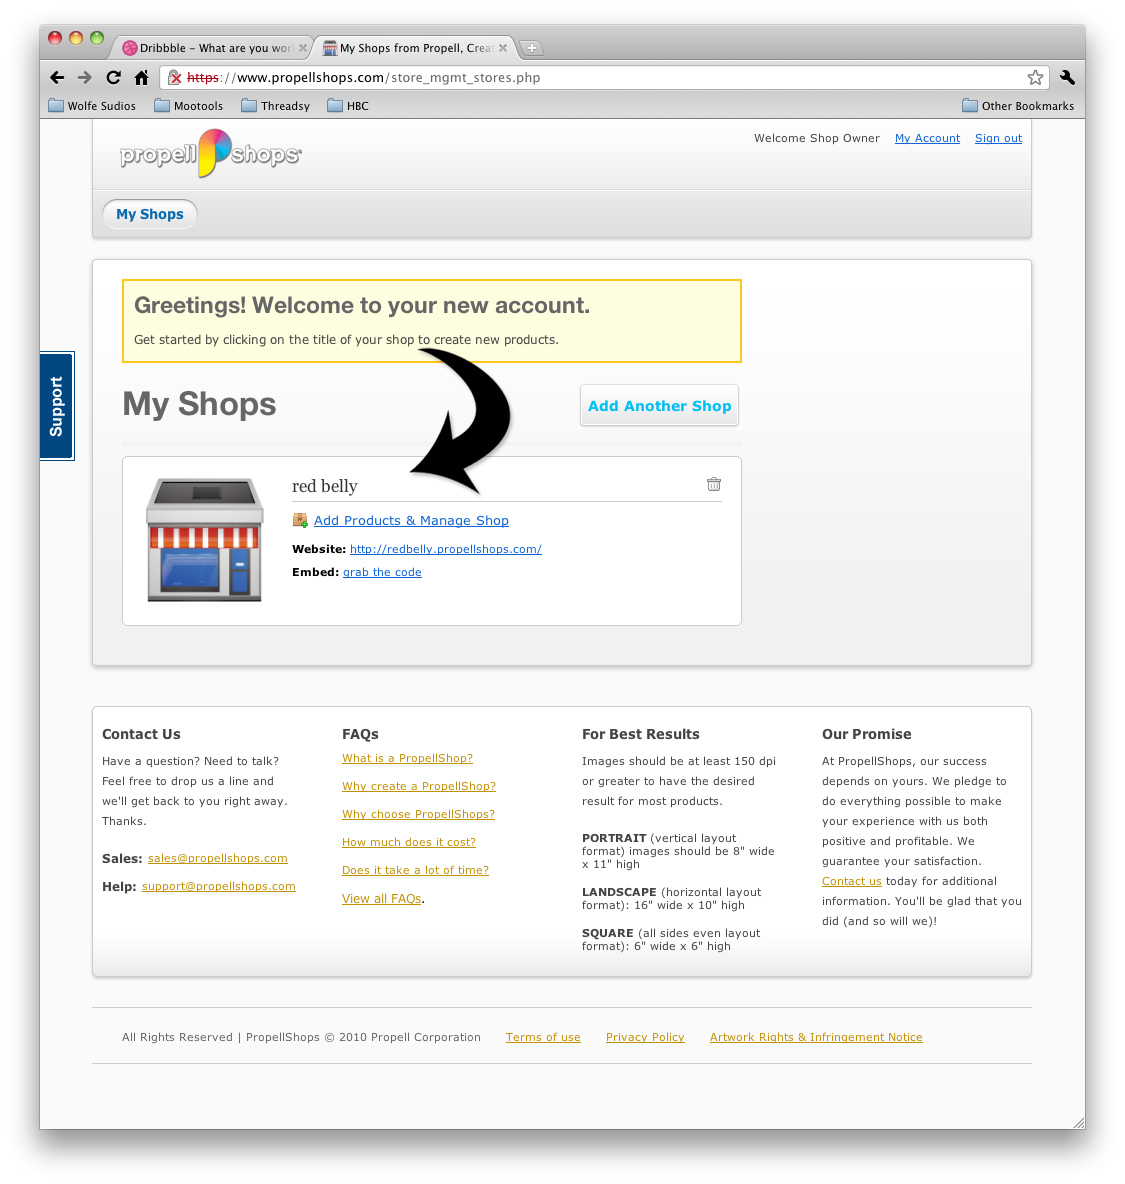 Dribbble - What are you wor
My Shops from Propell, Crea
https://www.propellshops.com/store_mgmt_stores.php
Wolfe Sudios
Mootools
Threadsy
HBC
Other Bookmarks
propell shops
Welcome Shop Owner
My Account
Sign out
My Shops
Support
Greetings! Welcome to your new account.
Get started by clicking on the title of your shop to create new products.
My Shops
Add Another Shop
red belly
Add Products & Manage Shop
Website: http://redbelly.propellshops.com/
Embed: grab the code
Contact Us
Have a question? Need to talk?
Feel free to drop us a line and
we'll get back to you right away.
Thanks.
Sales: sales@propellshops.com
Help: support@propellshops.com
FAQs
What is a PropellShop?
Why create a PropellShop?
Why choose PropellShops?
How much does it cost?
Does it take a lot of time?
View all FAQs.
For Best Results
Images should be at least 150 dpi
or greater to have the desired
result for most products.
PORTRAIT (vertical layout
format) images should be 8" wide
x 11" high
LANDSCAPE (horizontal layout
format): 16" wide x 10" high
SQUARE (all sides even layout
format): 6" wide x 6" high
Our Promise
At PropellShops, our success
depends on yours. We pledge to
do everything possible to make
your experience with us both
positive and profitable. We
guarantee your satisfaction.
Contact us today for additional
information. You'll be glad that you
did (and so will we)!
All Rights Reserved | PropellShops © 2010 Propell Corporation
Terms of use
Privacy Policy
Artwork Rights & Infringement Notice